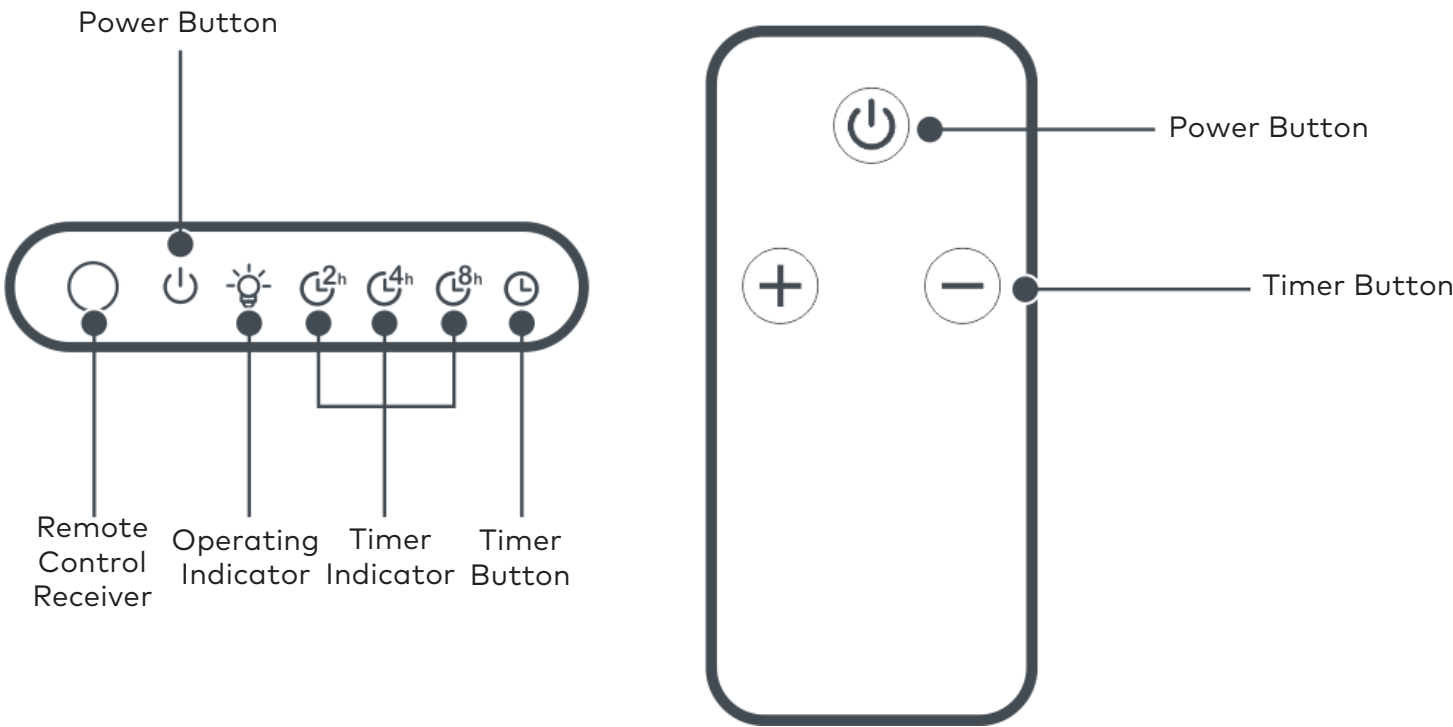 Power Button
2h
4h
8h
Remote
Control
Receiver
Operating
Indicator
Timer
Indicator
Timer
Button
Power Button
Timer Button